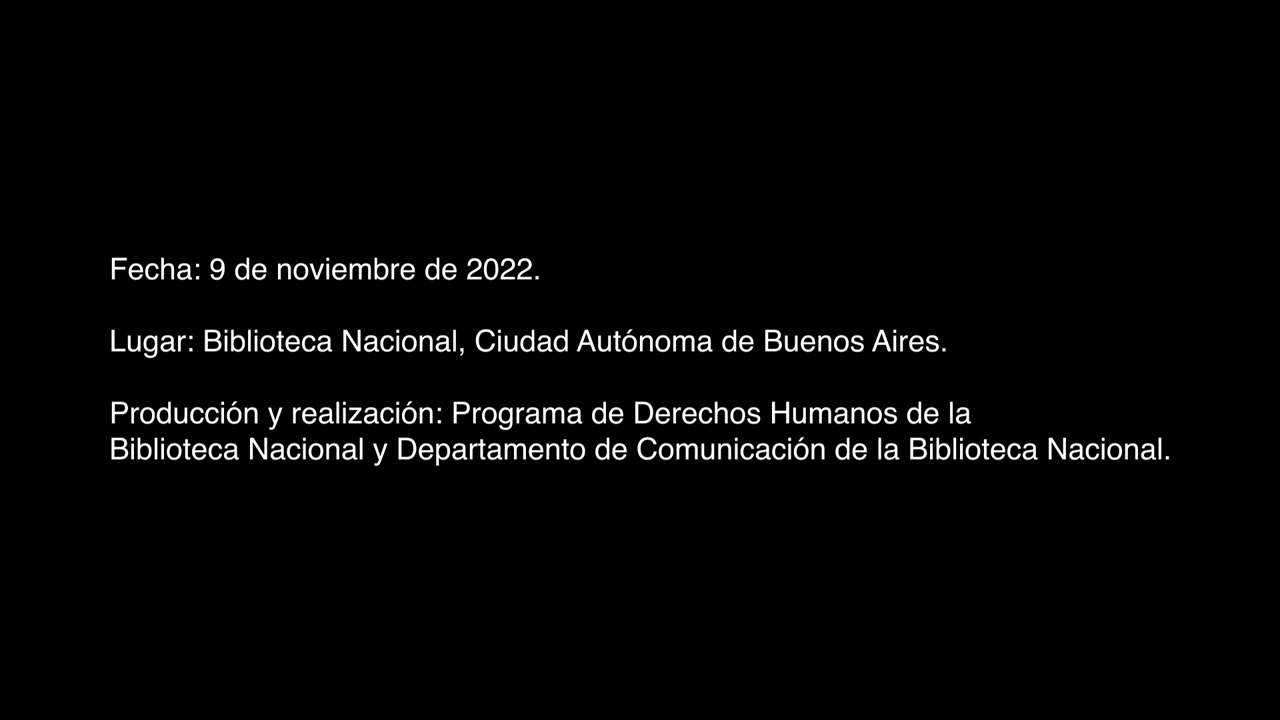 Fecha: 9 de noviembre de 2022.
Lugar: Biblioteca Nacional, Ciudad Autónoma de Buenos Aires.
Producción y realización: Programa de Derechos Humanos de la
Biblioteca Nacional y Departamento de Comunicación de la Biblioteca Nacional.